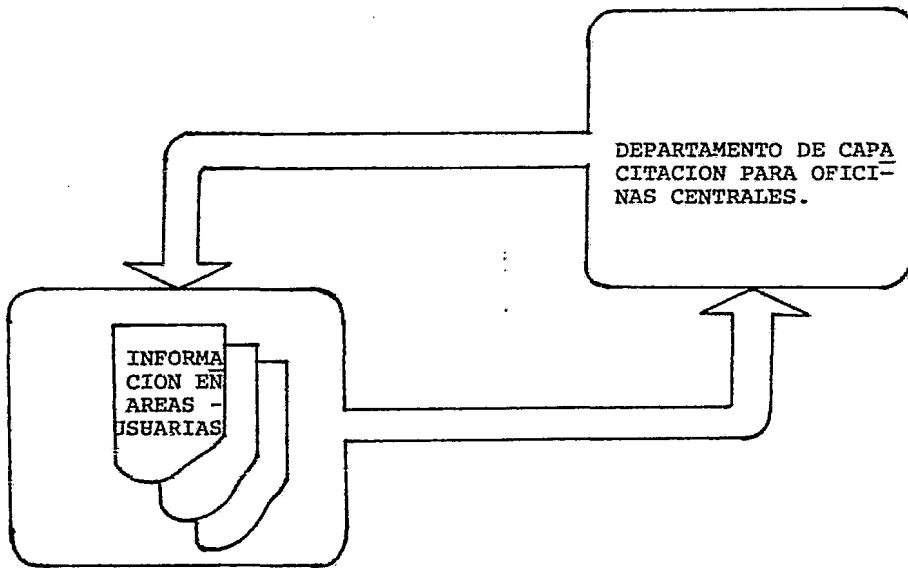 DEPARTAMENTO DE CAPA
CITACION PARA OFICI-
NAS CENTRALES.
INFORMA
CION EN
AREAS -
USUARIAS